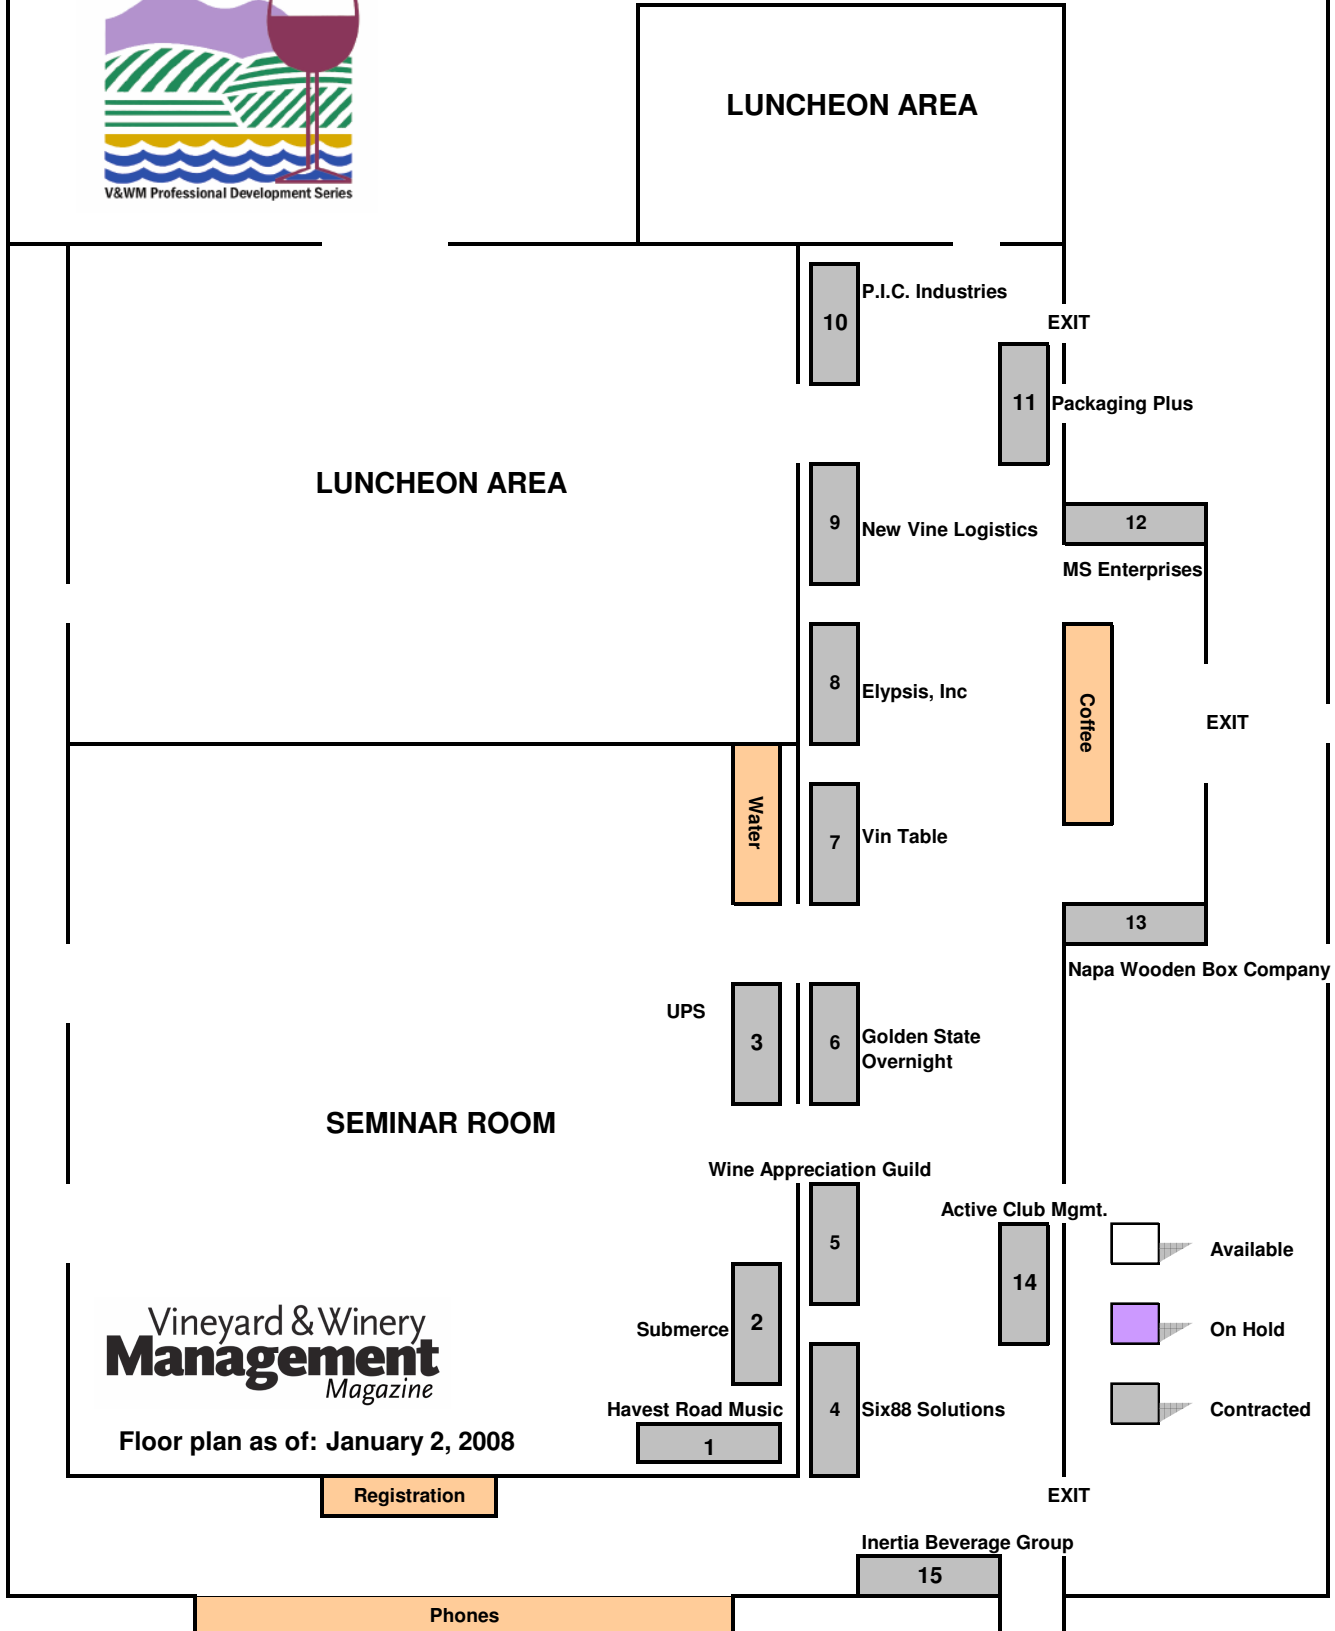 LUNCHEON AREA
V&WM Professional Development Series
P.I.C. Industries
10
EXIT
11
Packaging Plus
LUNCHEON AREA
9
New Vine Logistics
12
MS Enterprises
8
Elypsis, Inc
Coffee
EXIT
Water
7
Vin Table
13
Napa Wooden Box Company
UPS
3
6
Golden State
Overnight
SEMINAR ROOM
Wine Appreciation Guild
Active Club Mgmt.
5
Available
14
Vineyard & Winery
Management
Magazine
Submerce
2
On Hold
Havest Road Music
4
Six88 Solutions
Contracted
Floor plan as of: January 2, 2008
1
Registration
EXIT
Inertia Beverage Group
15
Phones